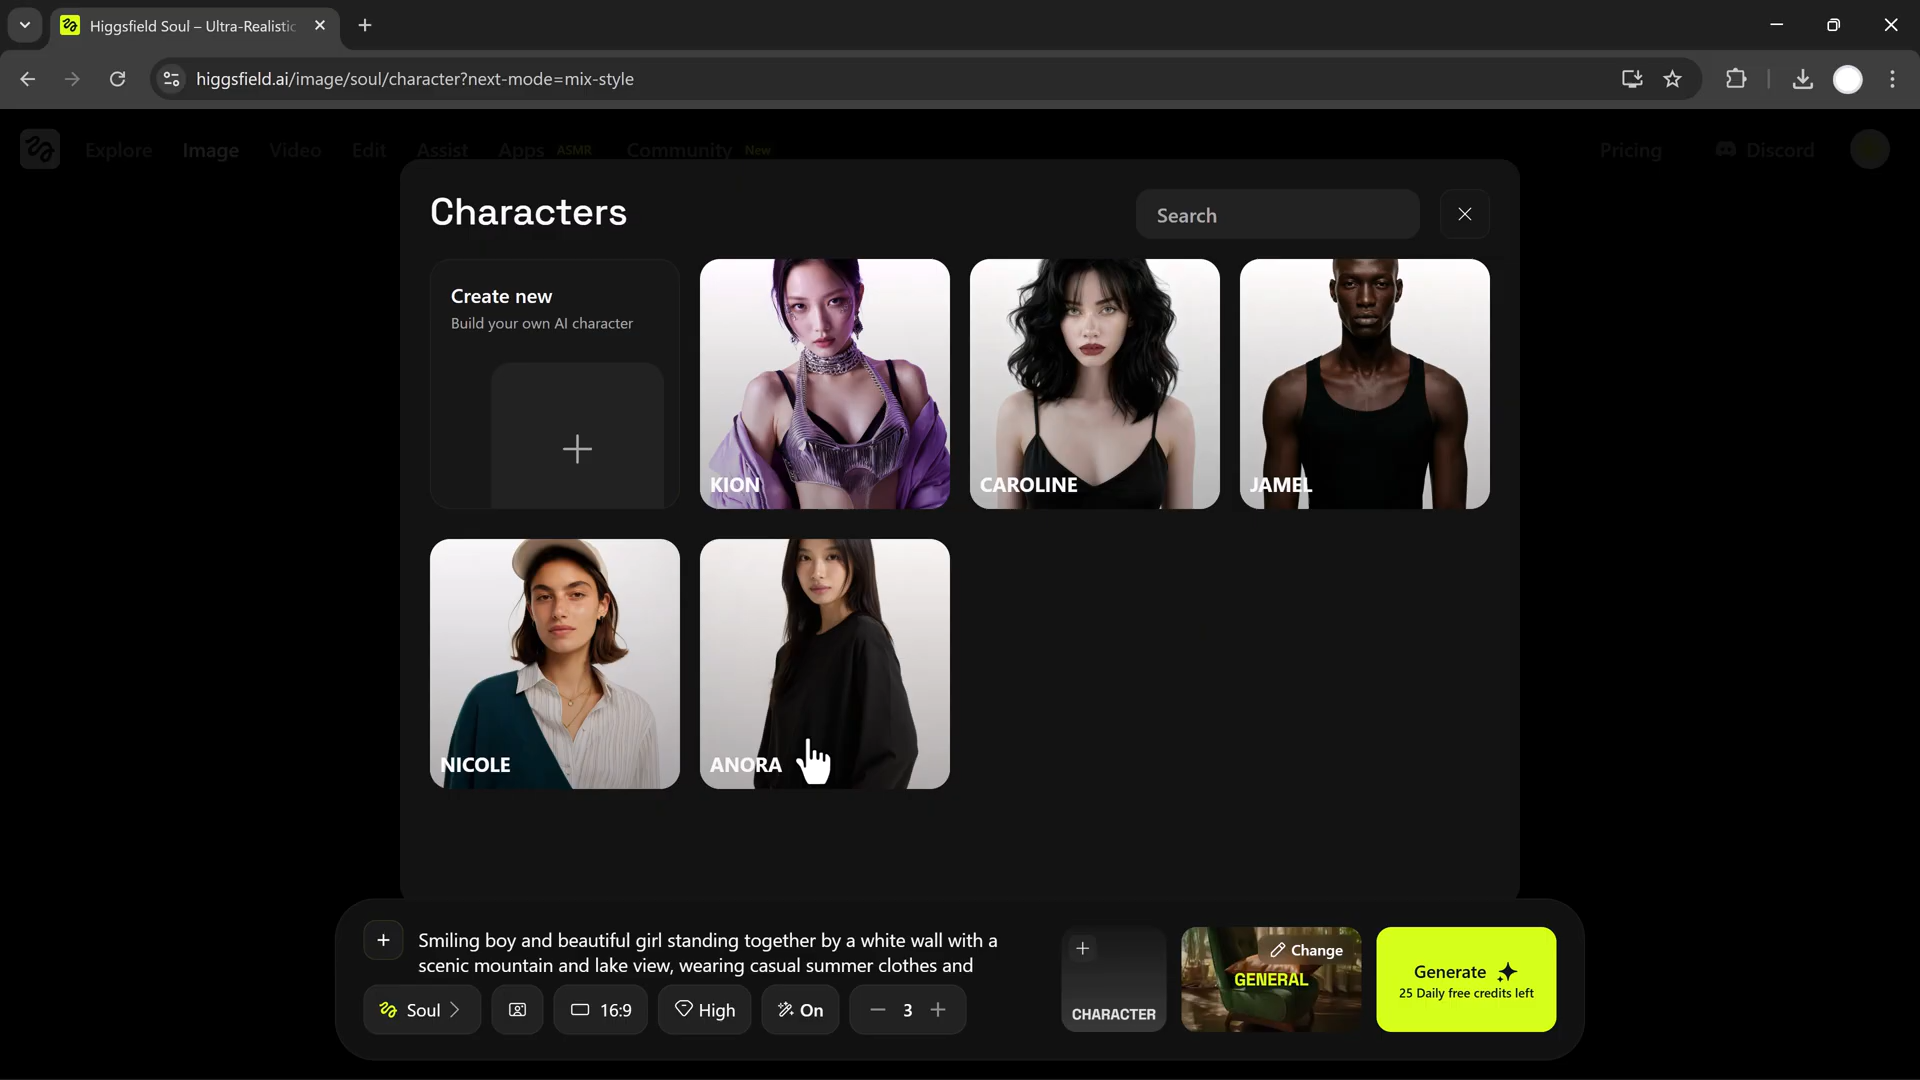 Higgsfield Soul – Ultra-Realistic
higgsfield.ai/image/soul/character?next-mode=mix-style
Explore
Image
Video
Edit
Assist
Apps
ASMR
Community
New
Pricing
Discord
Characters
Search
Create new
Build your own AI character
KION
CAROLINE
JAMEL
NICOLE
ANORA
Smiling boy and beautiful girl standing together by a white wall with a
scenic mountain and lake view, wearing casual summer clothes and
Soul
16:9
High
On
3
CHARACTER
Change
GENERAL
Generate
25 Daily free credits left